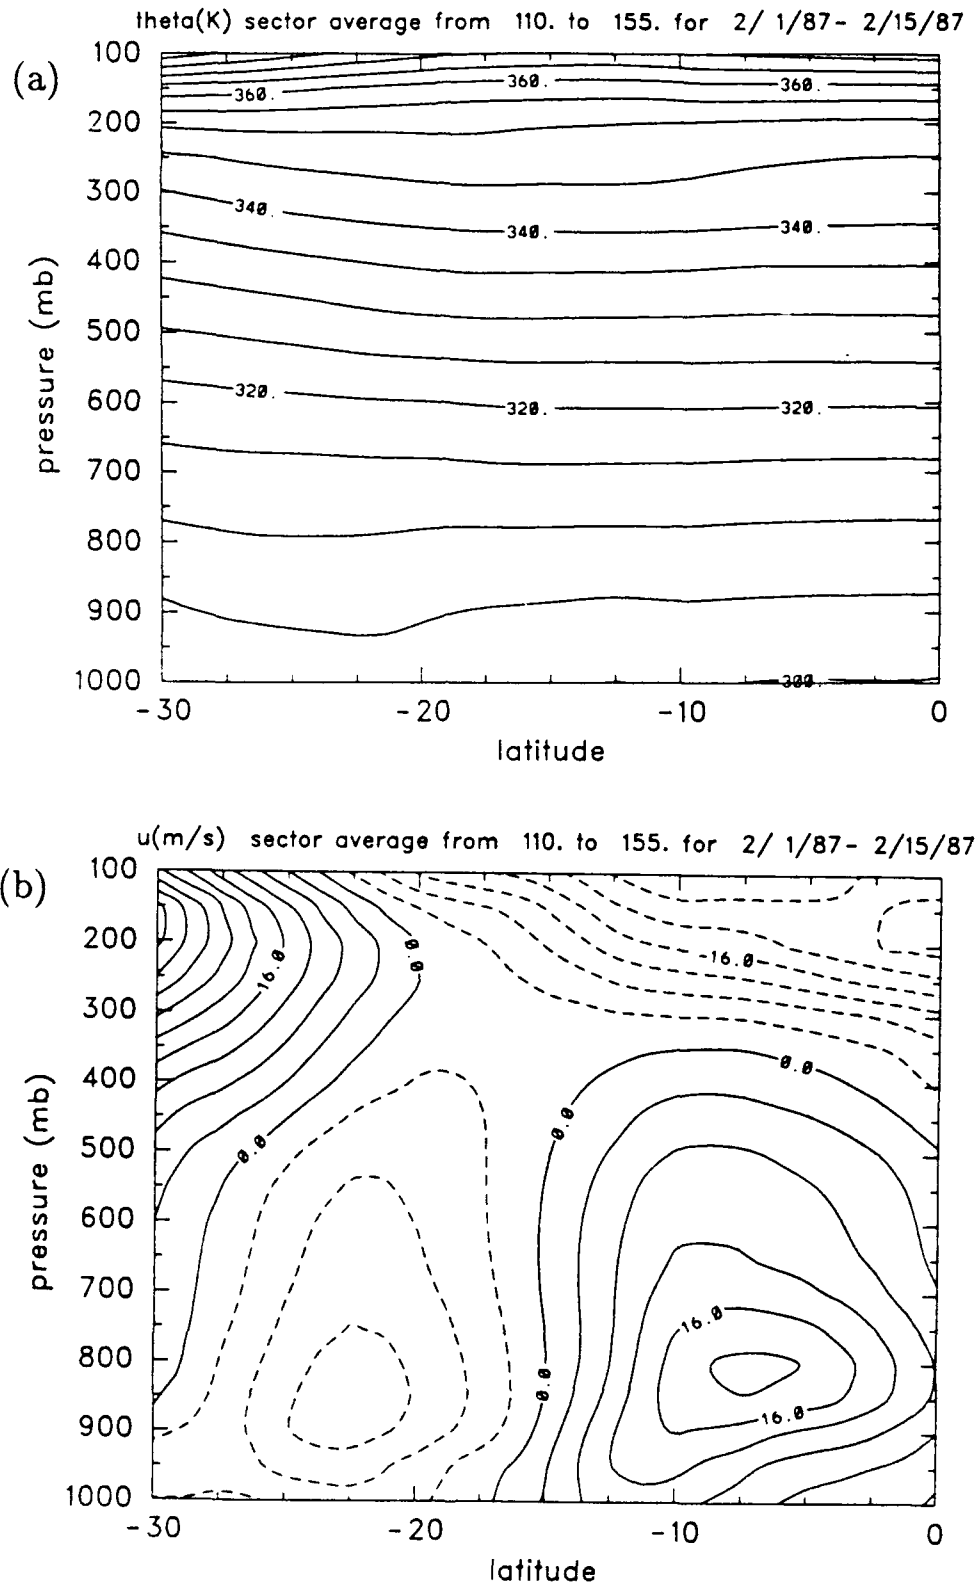 theta(K) sector average from 110. to 155. for 2/ 1/87- 2/15/87
(a)
100
200
300
400
500
600
700
800
900
1000
pressure (mb)
360. 360. 360.
340. 340. 340.
320. 320. 320.
300.
-30 -20 -10 0
latitude
u(m/s) sector average from 110. to 155. for 2/ 1/87- 2/15/87
(b)
100
200
300
400
500
600
700
800
900
1000
pressure (mb)
16.0
0.0
0
-16.0
0.0
0.0
0.0
16.0
0.0
16.0
-30 -20 -10 0
latitude